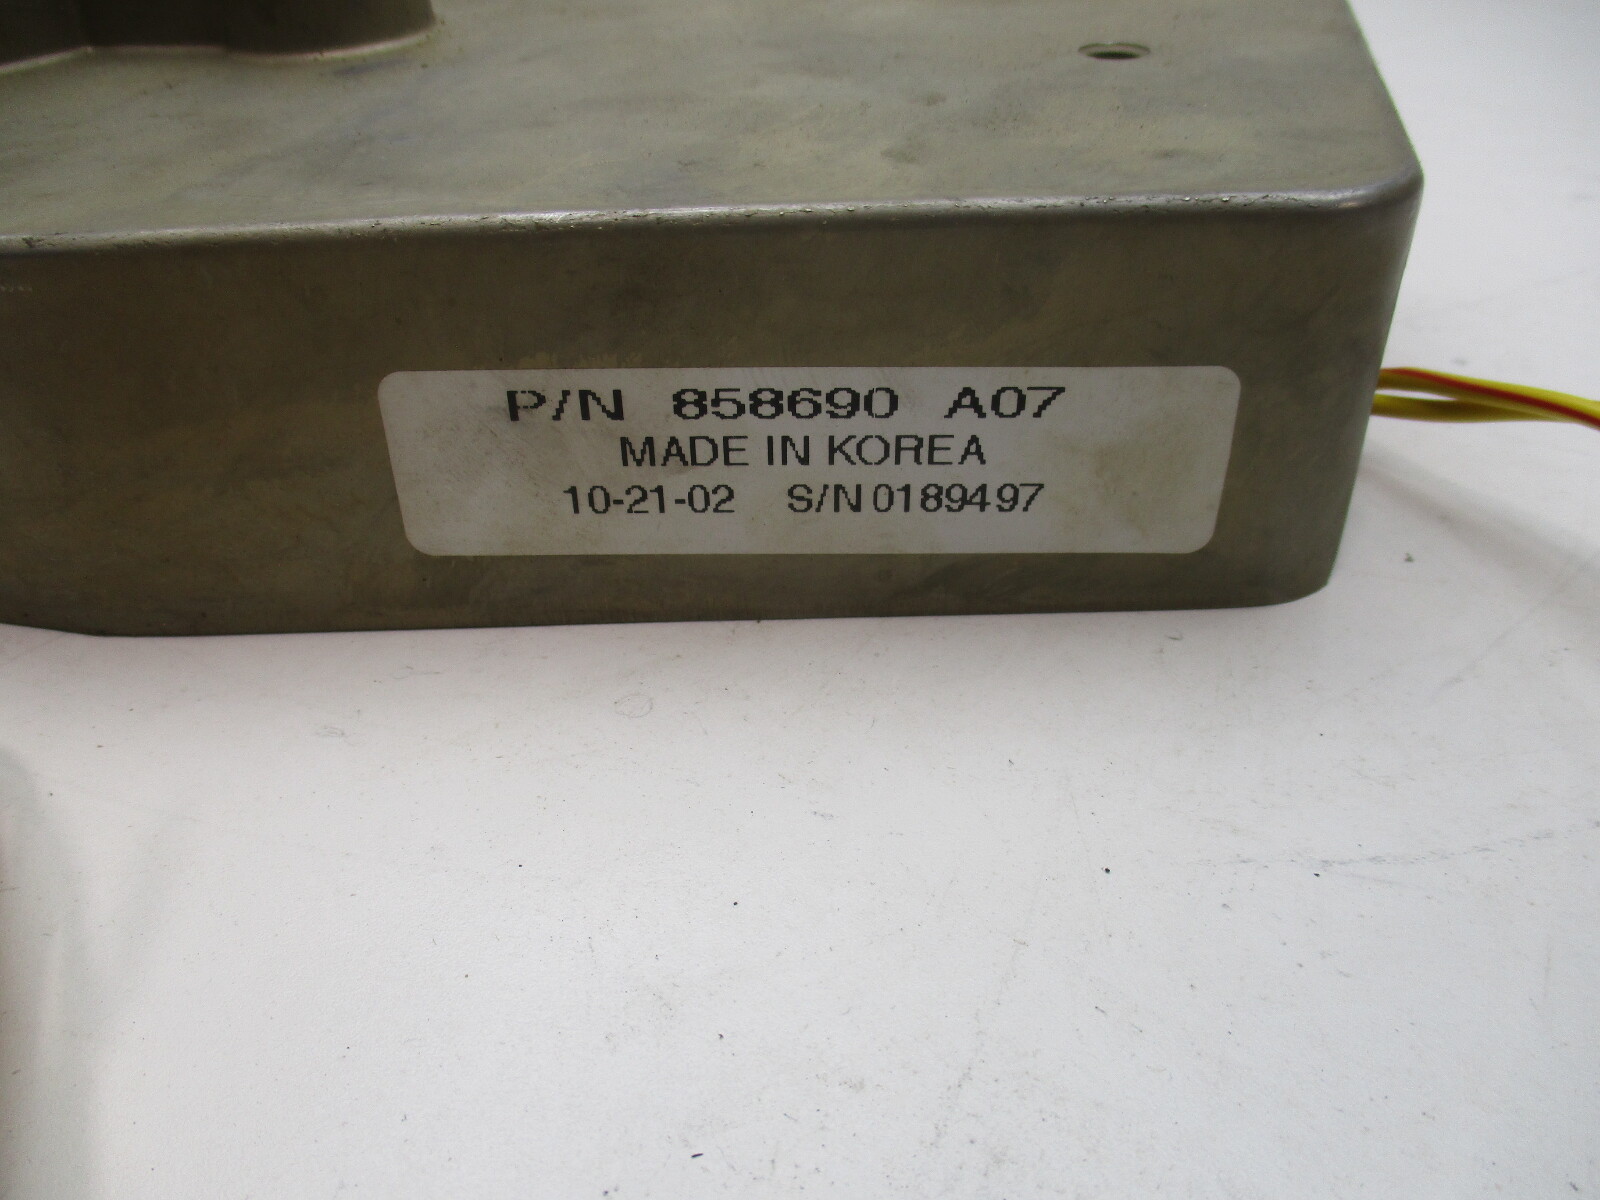 P/N 858690 A07
MADE IN KOREA
10-21-02 S/N 0189497